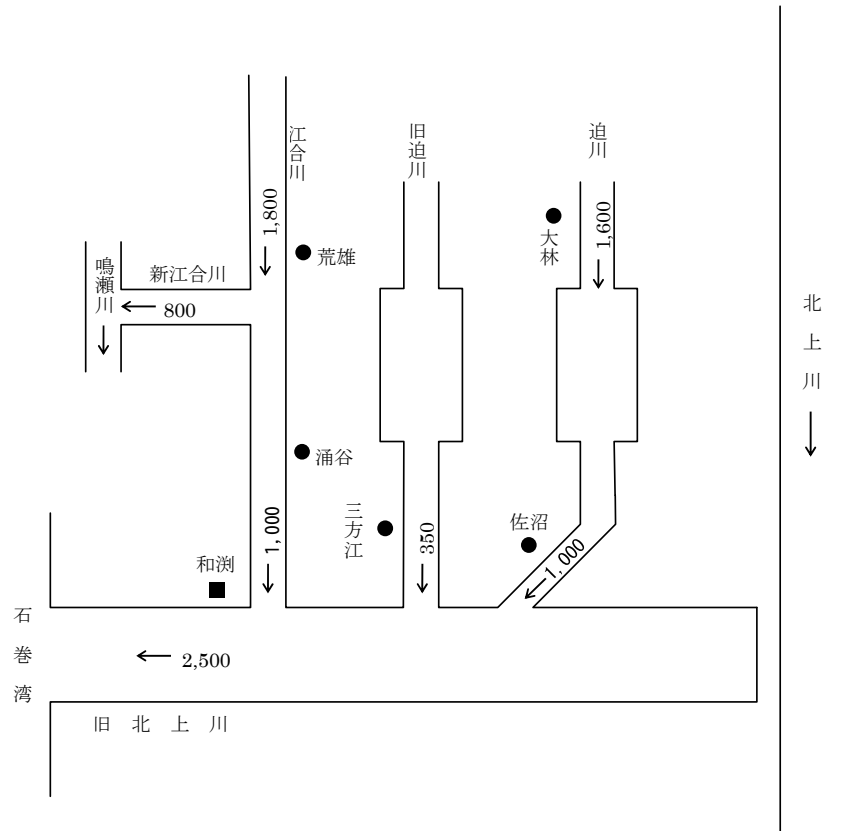 江合川
旧迫川
迫川
1,800
1,600
荒雄
大林
鳴瀬川
新江合川
800
北上川
涌谷
三方江
佐沼
1,000
350
1,000
和渕
石巻湾
2,500
旧北上川